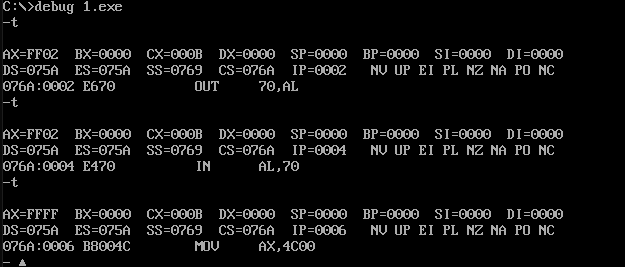 C:\>debug 1.exe
-t
AX=FF02 BX=0000 CX=000B DX=0000 SP=0000 BP=0000 SI=0000 DI=0000
DS=075A ES=075A SS=0769 CS=076A IP=0002 NV UP EI PL NZ NA PO NC
076A:0002 E670 OUT 70,AL
-t
AX=FF02 BX=0000 CX=000B DX=0000 SP=0000 BP=0000 SI=0000 DI=0000
DS=075A ES=075A SS=0769 CS=076A IP=0004 NV UP EI PL NZ NA PO NC
076A:0004 E470 IN AL,70
-t
AX=FFFF BX=0000 CX=000B DX=0000 SP=0000 BP=0000 SI=0000 DI=0000
DS=075A ES=075A SS=0769 CS=076A IP=0006 NV UP EI PL NZ NA PO NC
076A:0006 B8004C MOV AX,4C00
-